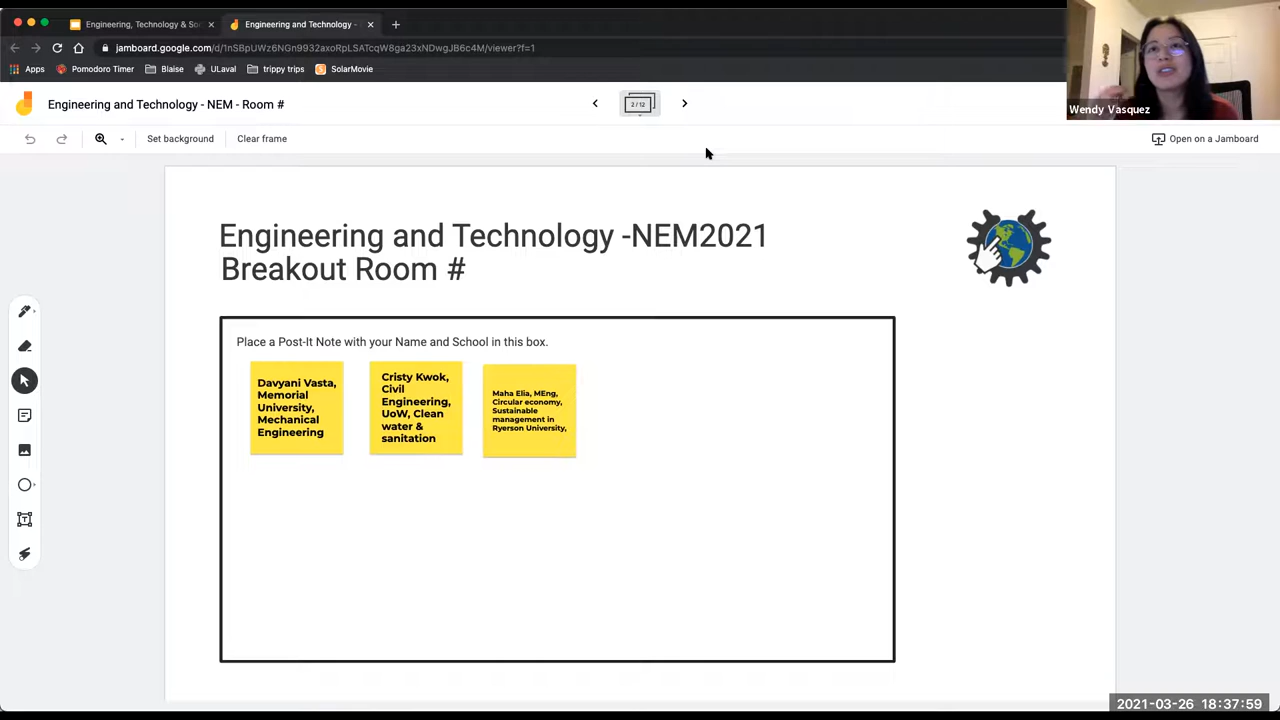 Engineering, Technology & So
Engineering and Technology -
jamboard.google.com/d/1nSBpUWz6NGn9932axoRpLSATcqW8ga23xNDwgJB6c4M/viewer?f=1
Apps
Pomodoro Timer
Blaise
ULaval
trippy trips
SolarMovie
Wendy Vasquez
Engineering and Technology - NEM - Room #
2 / 12
Set background
Clear frame
Open on a Jamboard
Engineering and Technology -NEM2021
Breakout Room #
Place a Post-It Note with your Name and School in this box.
Davyani Vasta,
Memorial
University,
Mechanical
Engineering
Cristy Kwok,
Civil
Engineering,
UoW, Clean
water &
sanitation
Maha Elia, MEng,
Circular economy,
Sustainable
management in
Ryerson University,
2021-03-26 18:37:59